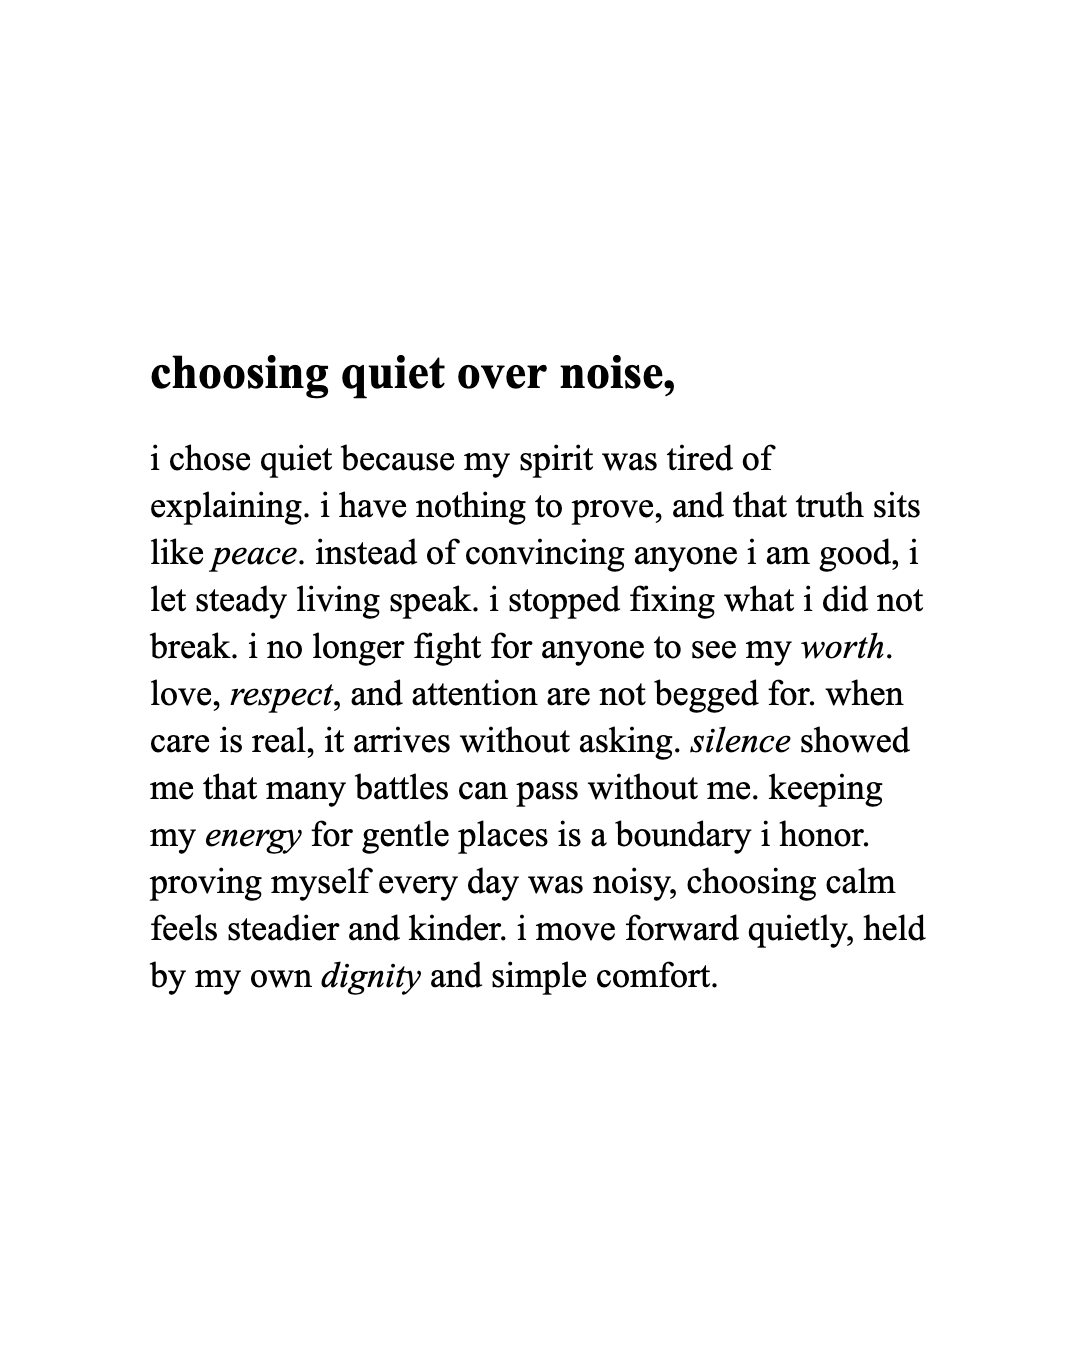 choosing quiet over noise,
i chose quiet because my spirit was tired of
explaining. i have nothing to prove, and that truth sits
like peace. instead of convincing anyone i am good, i
let steady living speak. i stopped fixing what i did not
break. i no longer fight for anyone to see my worth.
love, respect, and attention are not begged for. when
care is real, it arrives without asking. silence showed
me that many battles can pass without me. keeping
my energy for gentle places is a boundary i honor.
proving myself every day was noisy, choosing calm
feels steadier and kinder. i move forward quietly, held
by my own dignity and simple comfort.